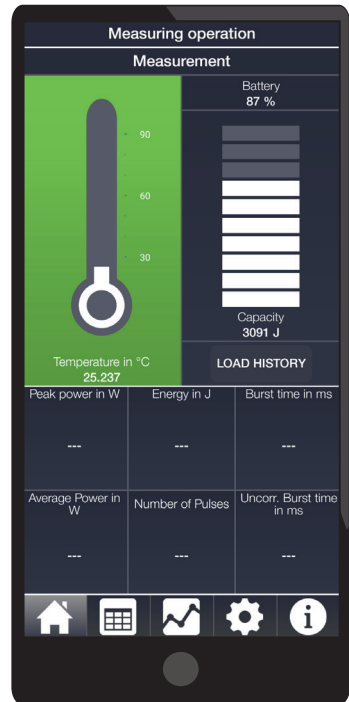 Measuring operation
Measurement
Battery
87 %
90
60
30
Capacity
3091 J
Temperature in °C
25.237
LOAD HISTORY
Peak power in W
Energy in J
Burst time in ms
---
---
---
Average Power in
W
Number of Pulses
Uncorr. Burst time
in ms
---
---
---
i